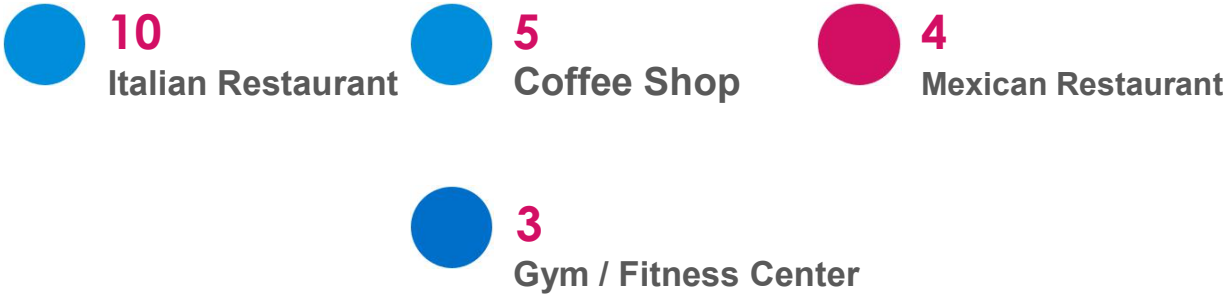 10
Italian Restaurant
5
Coffee Shop
4
Mexican Restaurant
3
Gym / Fitness Center